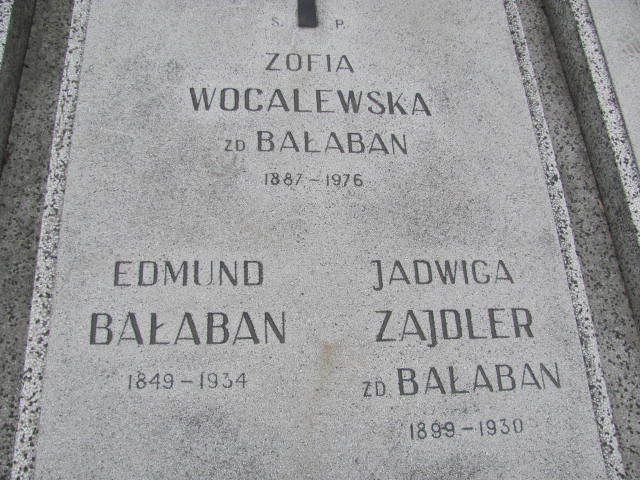 Ś. P.
ZOFIA
WOCALEWSKA
ZD BAŁABAN
1887-1976
EDMUND
BAŁABAN
1849-1934
JADWIGA
ZAJDLER
ZD. BAŁABAN
1899-1930